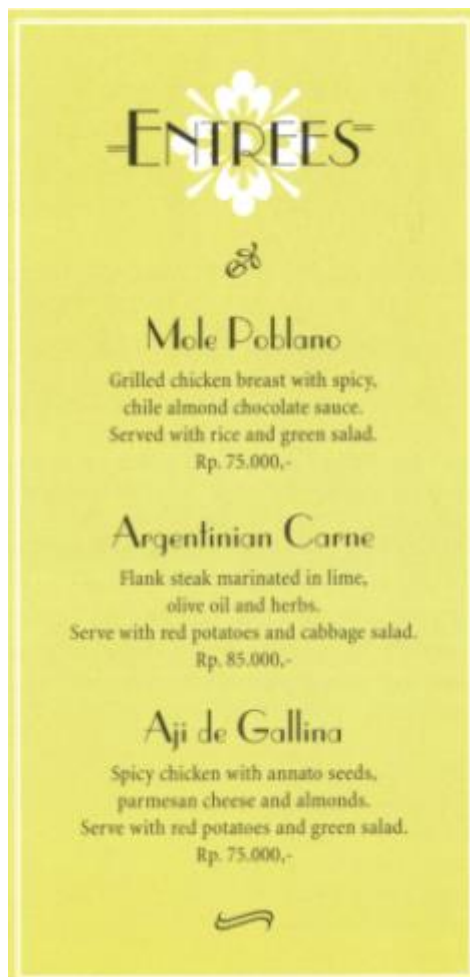 ENTREES
Mole Poblano
Grilled chicken breast with spicy,
chile almond chocolate sauce.
Served with rice and green salad.
Rp. 75.000,-
Argentinian Carne
Flank steak marinated in lime,
olive oil and herbs.
Serve with red potatoes and cabbage salad.
Rp. 85.000,-
Aji de Gallina
Spicy chicken with annato seeds,
parmesan cheese and almonds.
Serve with red potatoes and green salad.
Rp. 75.000,-